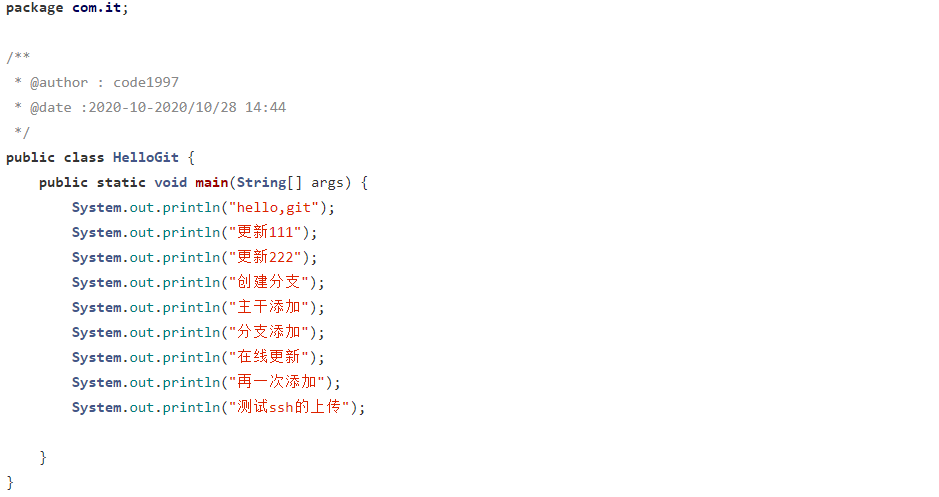 package com.it;

/**
 * @author : code1997
 * @date :2020-10-2020/10/28 14:44
 */
public class HelloGit {
    public static void main(String[] args) {
        System.out.println("hello,git");
        System.out.println("更新111");
        System.out.println("更新222");
        System.out.println("创建分支");
        System.out.println("主干添加");
        System.out.println("分支添加");
        System.out.println("在线更新");
        System.out.println("再一次添加");
        System.out.println("测试ssh的上传");

    }
}